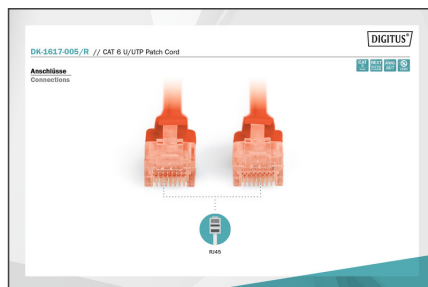 DIGITUS®
DK-1617-005/R // CAT 6 U/UTP Patch Cord
Anschlüsse
Connections
RJ45